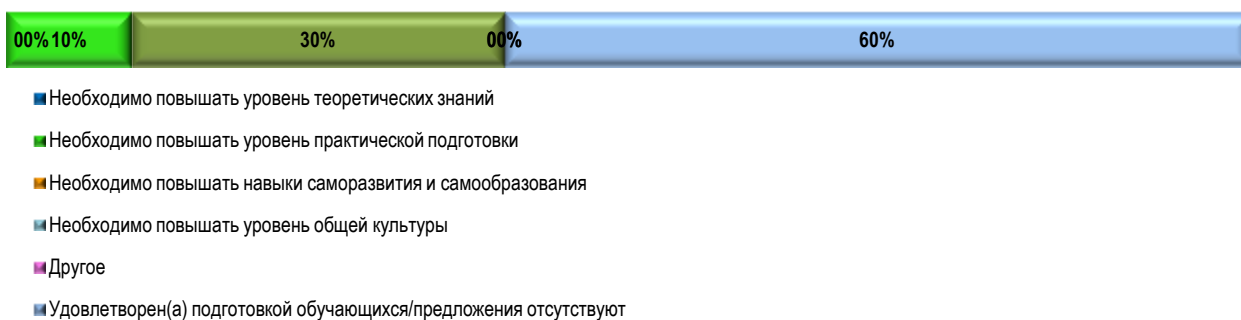 00% 10% 30% 00% 60%
Необходимо повышать уровень теоретических знаний
Необходимо повышать уровень практической подготовки
Необходимо повышать навыки саморазвития и самообразования
Необходимо повышать уровень общей культуры
Другое
Удовлетворен(а) подготовкой обучающихся/предложения отсутствуют